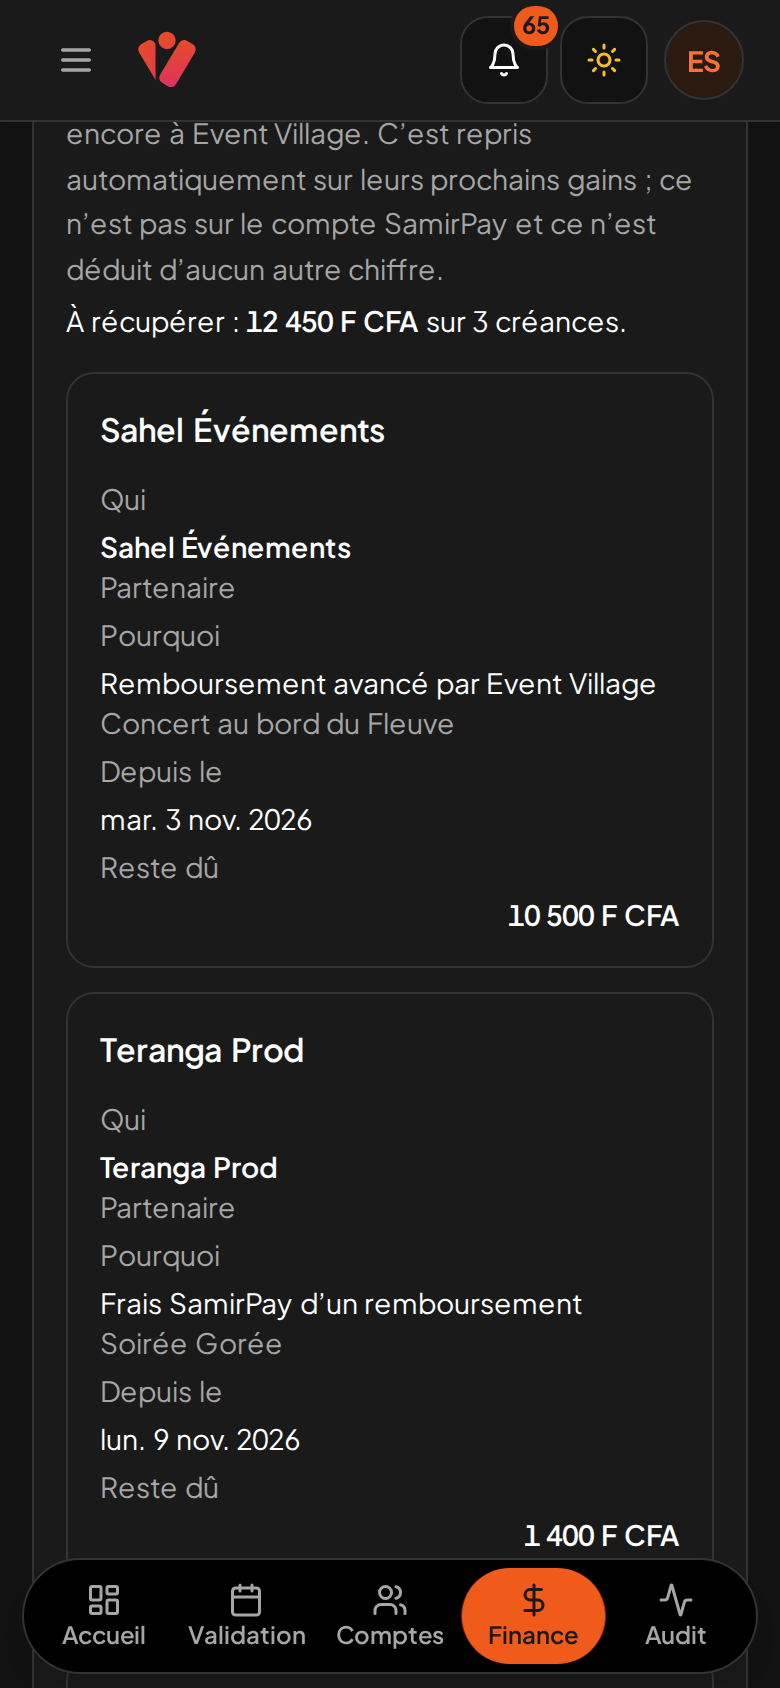 65
ES
encore à Event Village. C’est repris
automatiquement sur leurs prochains gains ; ce
n’est pas sur le compte SamirPay et ce n’est
déduit d’aucun autre chiffre.
À récupérer : 12 450 F CFA sur 3 créances.
Sahel Événements
Qui
Sahel Événements
Partenaire
Pourquoi
Remboursement avancé par Event Village
Concert au bord du Fleuve
Depuis le
mar. 3 nov. 2026
Reste dû
10 500 F CFA
Teranga Prod
Qui
Teranga Prod
Partenaire
Pourquoi
Frais SamirPay d’un remboursement
Soirée Gorée
Depuis le
lun. 9 nov. 2026
Reste dû
1 400 F CFA
Accueil Validation Comptes Finance Audit